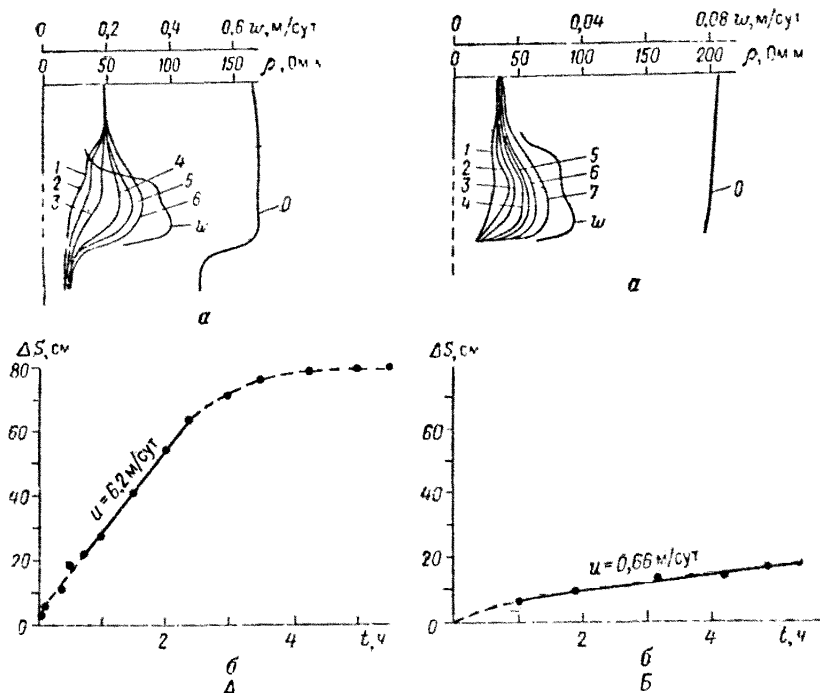 0 0,2 0,4 0,6 w, м/сут
0 50 100 150 ρ, Ом м
1
2
3
4
5
6
w
0
а
0 0,04 0,08 w, м/сут
0 50 100 150 200 ρ, Ом м
1
2
3
4
5
6
7
w
0
а
ΔS, см
80
60
40
20
0
u = 6,2 м/сут
2 4 t, ч
б
А
ΔS, см
80
60
40
20
0
u = 0,66 м/сут
2 4 t, ч
б
Б